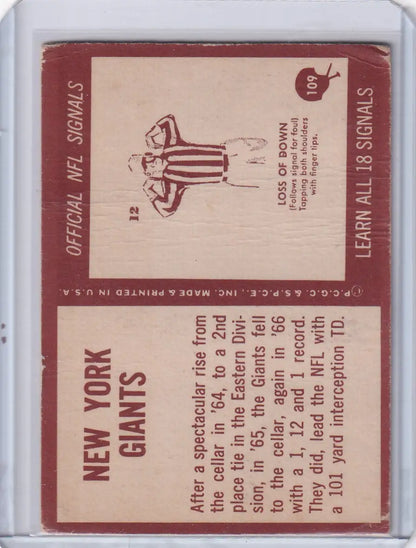 OFFICIAL NFL SIGNALS
12
109
LOSS OF DOWN
(Follows signal for foul)
Tapping both shoulders
with finger tips.
LEARN ALL 18 SIGNALS
©P.C.G.C. & S.P.C.E., INC. MADE & PRINTED IN U.S.A.
NEW YORK
GIANTS
After a spectacular rise from
the cellar in '64, to a 2nd
place tie in the Eastern Divi-
sion, in '65, the Giants fell
to the cellar, again in '66
with a 1, 12 and 1 record.
They did, lead the NFL with
a 101 yard interception TD.